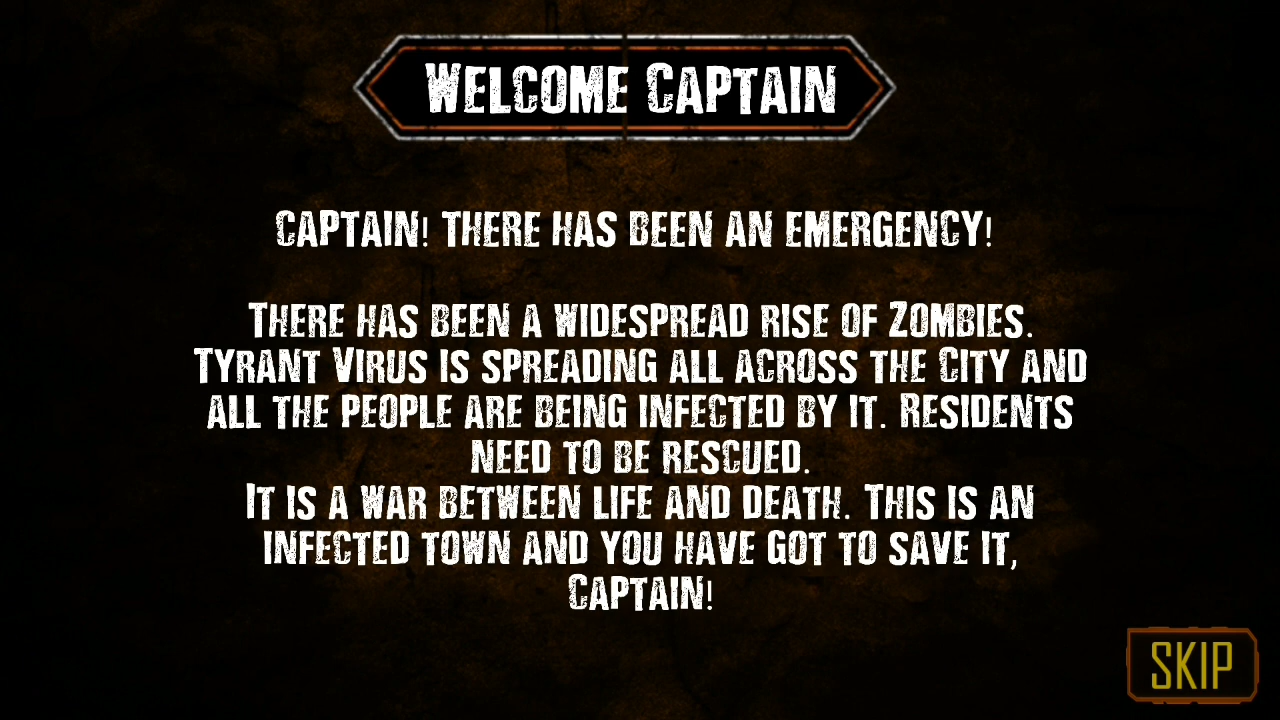 Welcome Captain
Captain! There has been an emergency!
There has been a widespread rise of Zombies.
Tyrant Virus is spreading all across the City and
all the people are being infected by it. Residents
need to be rescued.
It is a war between life and death. This is an
infected town and you have got to save it,
Captain!
SKIP